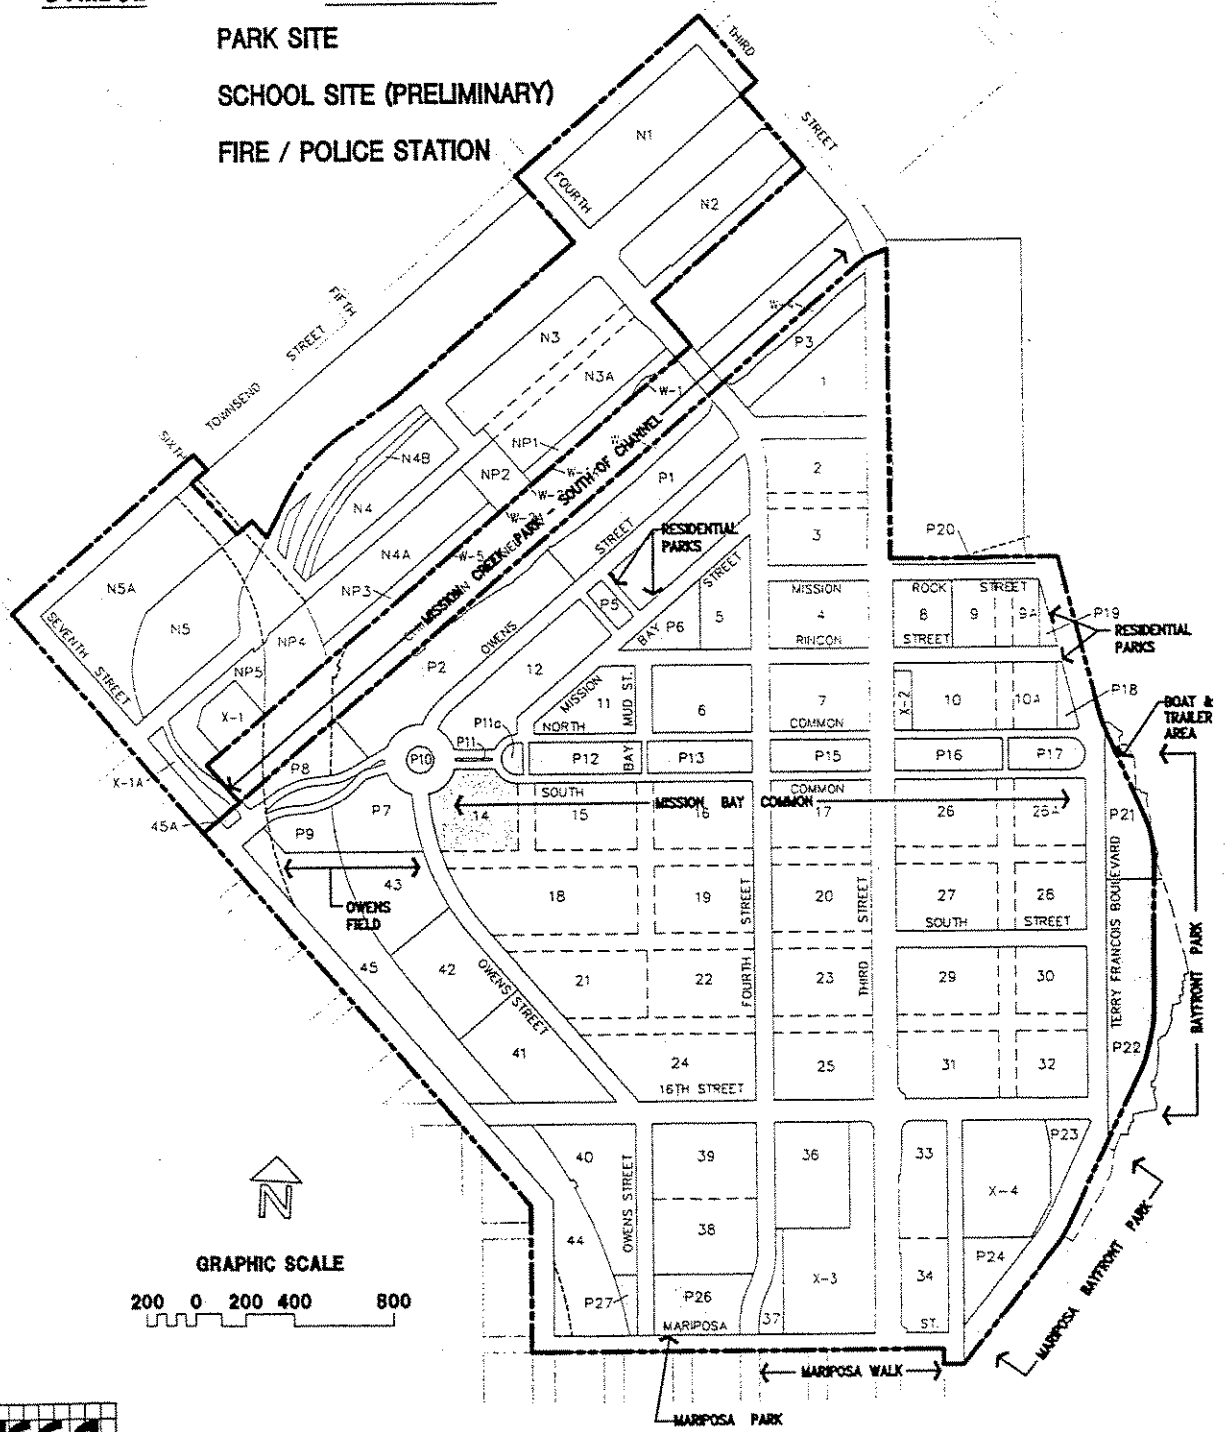 PARK SITE
SCHOOL SITE (PRELIMINARY)
FIRE / POLICE STATION
THIRD
STREET
N1
FOURTH
N2
FIFTH
STREET
TOWNSEND
SIXTH
N3
N3A
W-1
W-4
P3
1
N4B
NP1
NP2
N4
N4A
W-5
P1
2
3
MISSION CREEK PARK - SOUTH OF CHANNEL
RESIDENTIAL
PARKS
STREET
P20
N5A
N5
NP3
NP4
NP5
SEVENTH STREET
OWENS
P2
P5
P6
BAY STREET
5
MISSION
4
RINCON
ROCK STREET
8
9
9A
P19
STREET
RESIDENTIAL
PARKS
12
MISSION
11
MUD ST.
6
7
X-2
10
10A
P18
NORTH
COMMON
BOAT &
TRAILER
AREA
X-1
X-1A
45A
P8
P10
P11
P11a
P12
BAY
P13
P15
P16
P17
P9
P7
14
SOUTH
COMMON
MISSION BAY COMMON
15
16
17
26
26A
P21
OWENS
FIELD
43
18
19
20
27
28
STREET
STREET
SOUTH STREET
TERRY FRANCOIS BOULEVARD
BAYFRONT PARK
45
42
OWENS STREET
21
22
23
29
30
FOURTH
THIRD
41
24
25
31
32
P22
16TH STREET
40
39
36
33
P23
X-4
OWENS STREET
38
44
X-3
34
P24
P27
P26
37
MARIPOSA
ST.
MARIPOSA BAYFRONT PARK
MARIPOSA WALK
MARIPOSA PARK
N
GRAPHIC SCALE
200 0 200 400 800